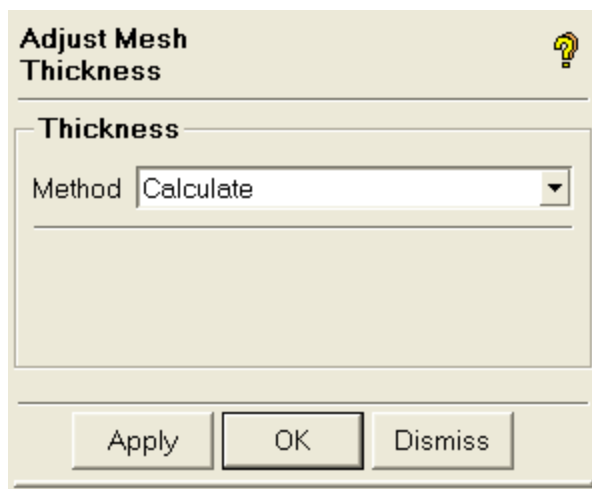 Adjust Mesh
Thickness
Thickness
Method Calculate
Apply OK Dismiss